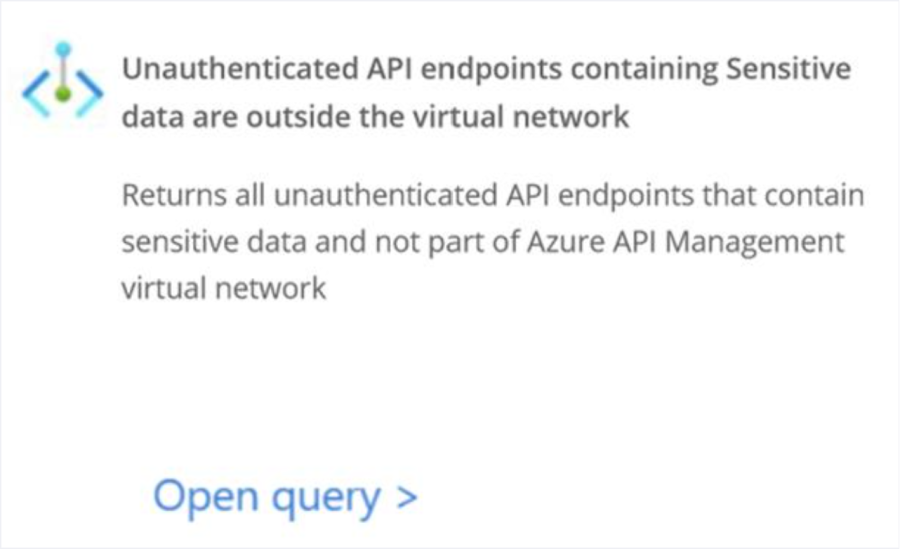 Unauthenticated API endpoints containing Sensitive
data are outside the virtual network
Returns all unauthenticated API endpoints that contain
sensitive data and not part of Azure API Management
virtual network
Open query >